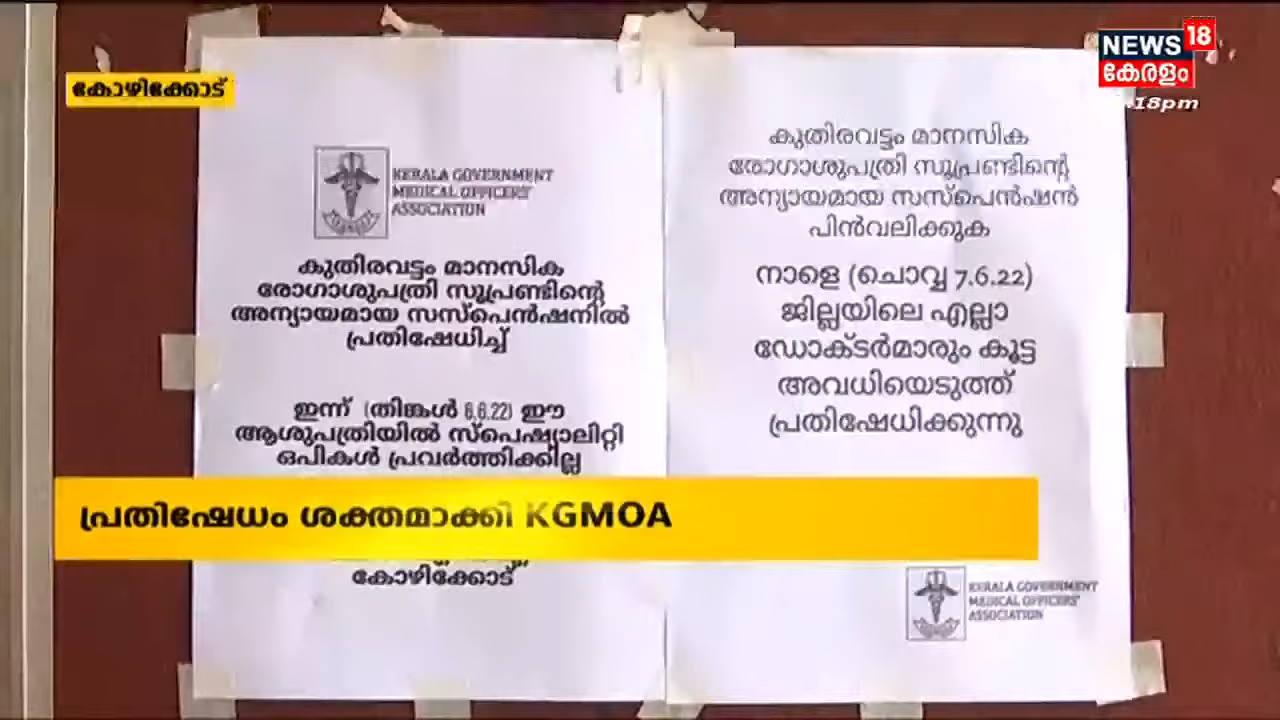 NEWS 18
കേരളം
18pm
കോഴിക്കോട്
KERALA GOVERNMENT
MEDICAL OFFICERS'
ASSOCIATION
കുതിരവട്ടം മാനസിക
രോഗാശുപത്രി സൂപ്രണ്ടിന്റെ
അന്യായമായ സസ്പെൻഷനിൽ
പ്രതിഷേധിച്ച്
ഇന്ന് (തിങ്കൾ 6.6.22) ഈ
ആശുപത്രിയിൽ സ്പെഷ്യാലിറ്റി
ഒപികൾ പ്രവർത്തിക്കില്ല
കോഴിക്കോട്
കുതിരവട്ടം മാനസിക
രോഗാശുപത്രി സൂപ്രണ്ടിന്റെ
അന്യായമായ സസ്പെൻഷൻ
പിൻവലിക്കുക
നാളെ (ചൊവ്വ 7.6.22)
ജില്ലയിലെ എല്ലാ
ഡോക്ടർമാരും കൂട്ട
അവധിയെടുത്ത്
പ്രതിഷേധിക്കുന്നു
KERALA GOVERNMENT
MEDICAL OFFICERS'
ASSOCIATION
പ്രതിഷേധം ശക്തമാക്കി KGMOA